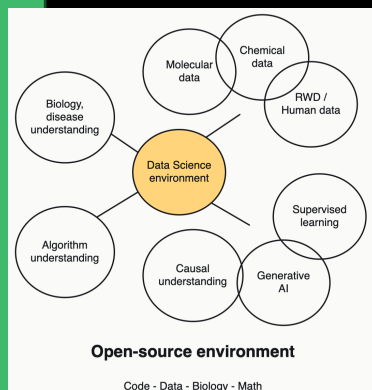 Molecular
data
Chemical
data
RWD /
Human data
Biology,
disease
understanding
Data Science
environment
Algorithm
understanding
Causal
understanding
Generative
AI
Supervised
learning
Open-source environment
Code - Data - Biology - Math